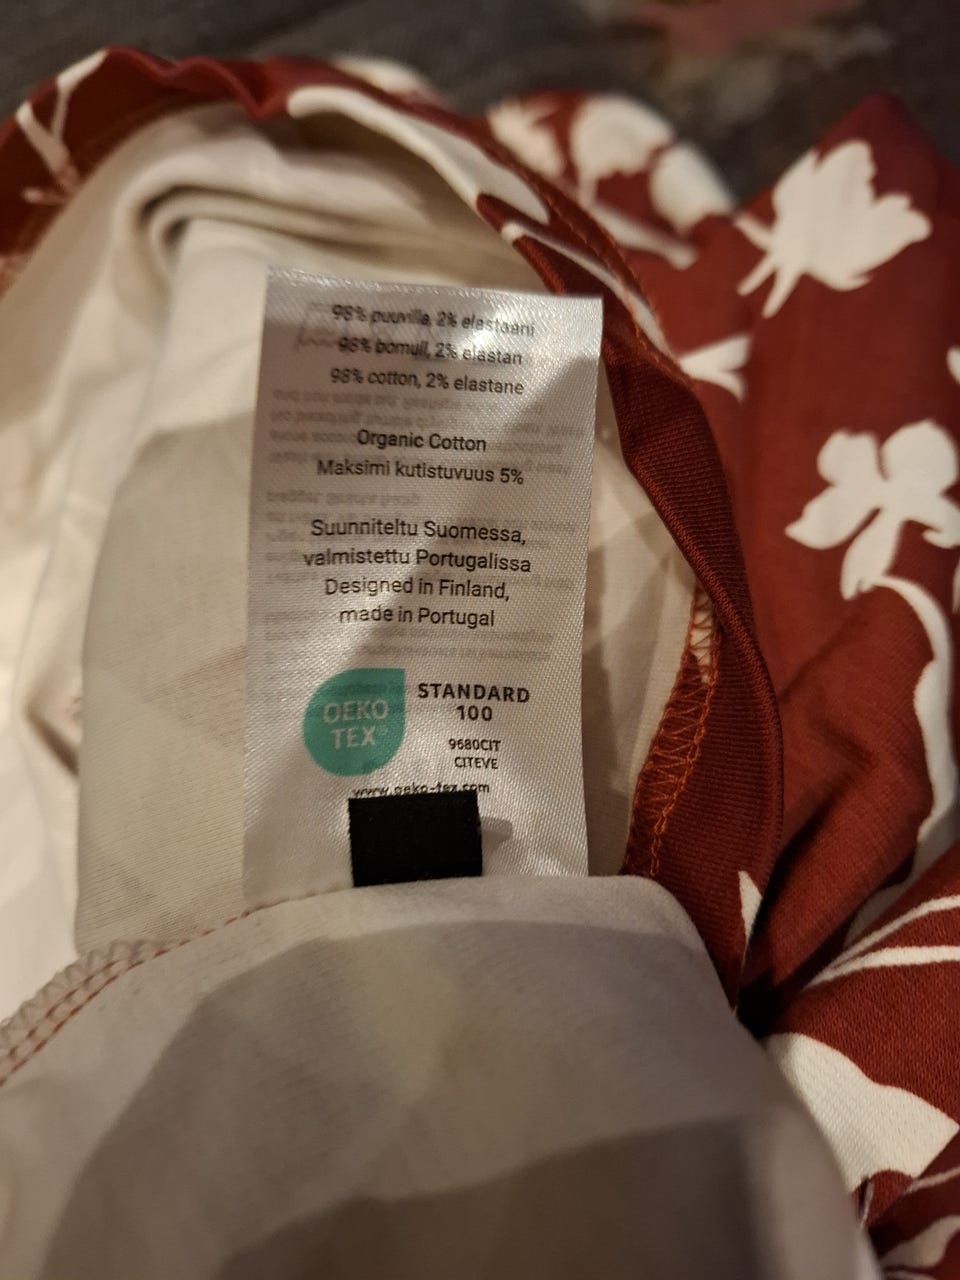 98% puuvilla, 2% elastaani
98% bomull, 2% elastan
98% cotton, 2% elastane
Organic Cotton
Maksimi kutistuvuus 5%
Suunniteltu Suomessa,
valmistettu Portugalissa
Designed in Finland,
made in Portugal
OEKO
TEX®
STANDARD
100
9680CIT
CITEVE
www.oeko-tex.com